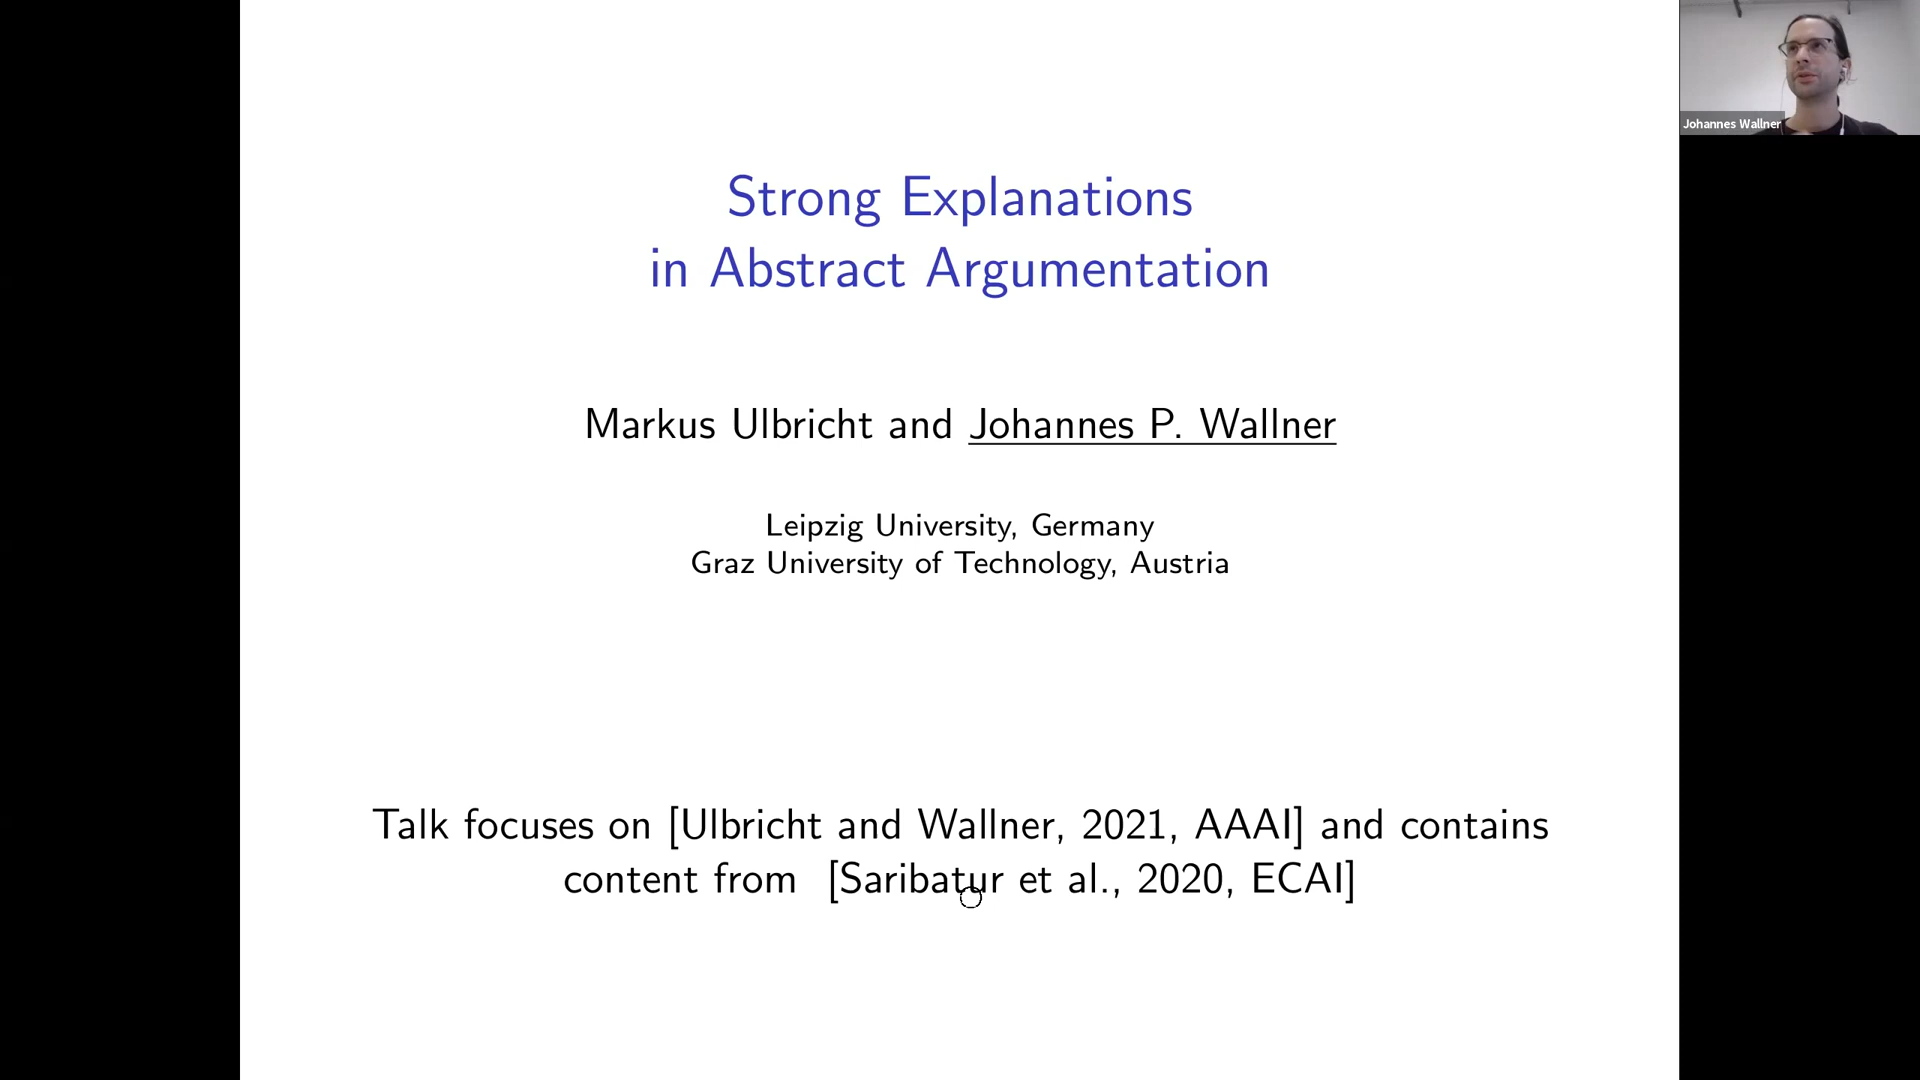 Strong Explanations
in Abstract Argumentation
Markus Ulbricht and Johannes P. Wallner
Leipzig University, Germany
Graz University of Technology, Austria
Talk focuses on [Ulbricht and Wallner, 2021, AAAI] and contains
content from [Saribatur et al., 2020, ECAI]
Johannes Wallner